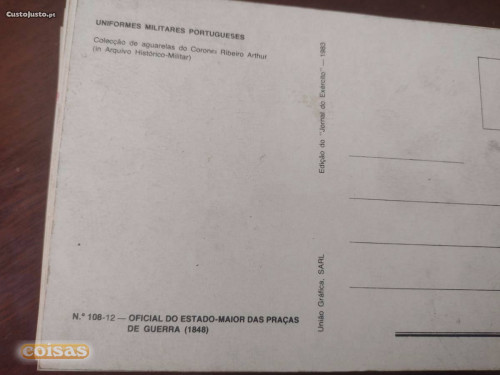 CustoJusto.pt
UNIFORMES MILITARES PORTUGUESES
Colecção de aguarelas do Coronel Ribeiro Arthur
(in Arquivo Histórico-Militar)
Edição do "Jornal do Exército" — 1983
União Gráfica, SARL
N.º 108-12 — OFICIAL DO ESTADO-MAIOR DAS PRAÇAS
DE GUERRA (1848)
coisas